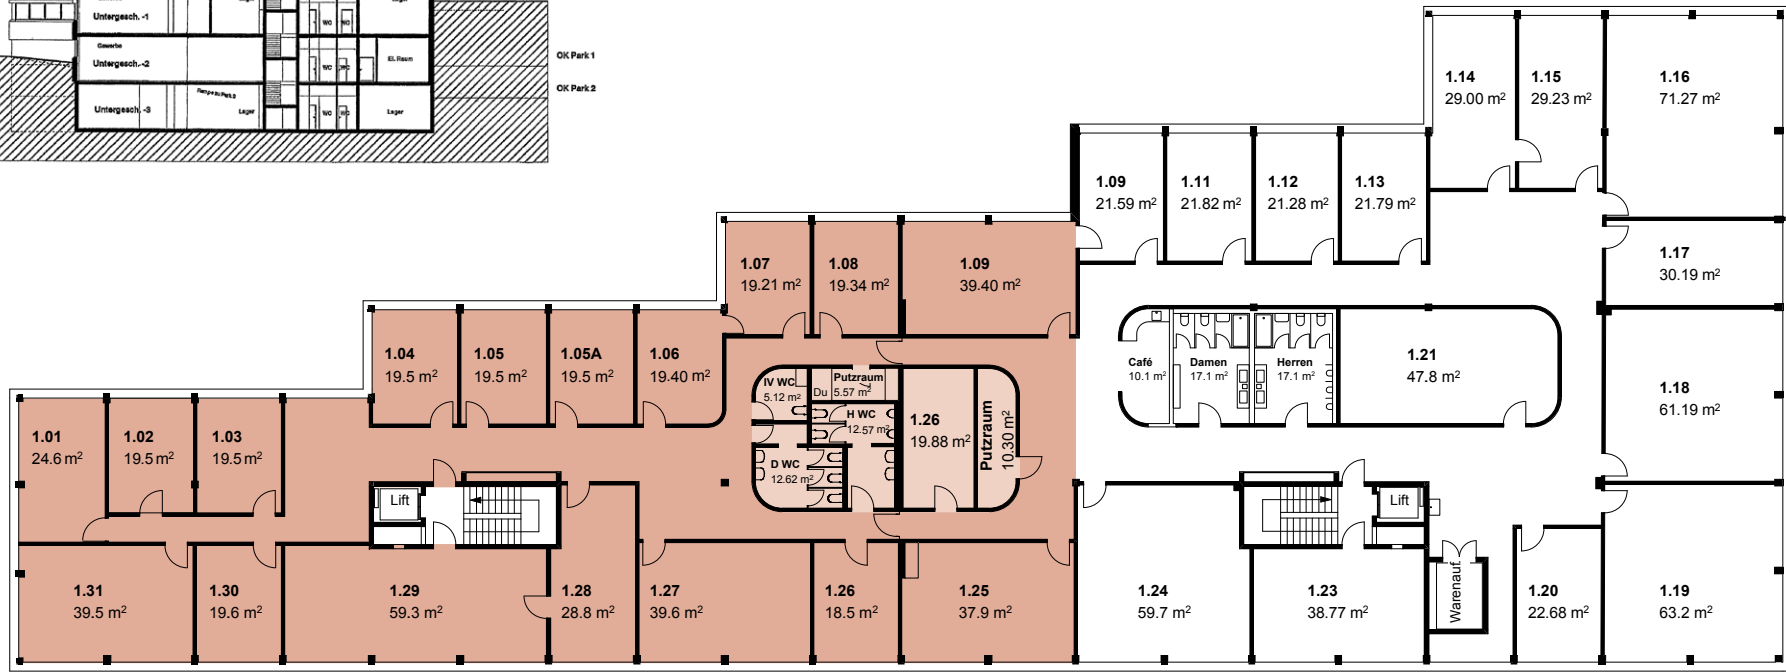 Lager
Untergesch. -1
WC WC
Gewerbe
Untergesch. -2
WC WC
El. Raum
Untergesch. -3
Rampe zu Park 2
Lager
WC WC
Lager
OK Park 1
OK Park 2
1.14
29.00 m²
1.15
29.23 m²
1.16
71.27 m²
1.09
21.59 m²
1.11
21.82 m²
1.12
21.28 m²
1.13
21.79 m²
1.17
30.19 m²
1.07
19.21 m²
1.08
19.34 m²
1.09
39.40 m²
1.04
19.5 m²
1.05
19.5 m²
1.05A
19.5 m²
1.06
19.40 m²
Café
10.1 m²
Damen
17.1 m²
Herren
17.1 m²
1.21
47.8 m²
1.18
61.19 m²
IV WC
5.12 m²
Putzraum
Du
5.57 m²
H WC
12.57 m²
D WC
12.62 m²
1.26
19.88 m²
Putzraum
10.30 m²
1.01
24.6 m²
1.02
19.5 m²
1.03
19.5 m²
Lift
Lift
1.31
39.5 m²
1.30
19.6 m²
1.29
59.3 m²
1.28
28.8 m²
1.27
39.6 m²
1.26
18.5 m²
1.25
37.9 m²
1.24
59.7 m²
1.23
38.77 m²
Warenauf.
1.20
22.68 m²
1.19
63.2 m²